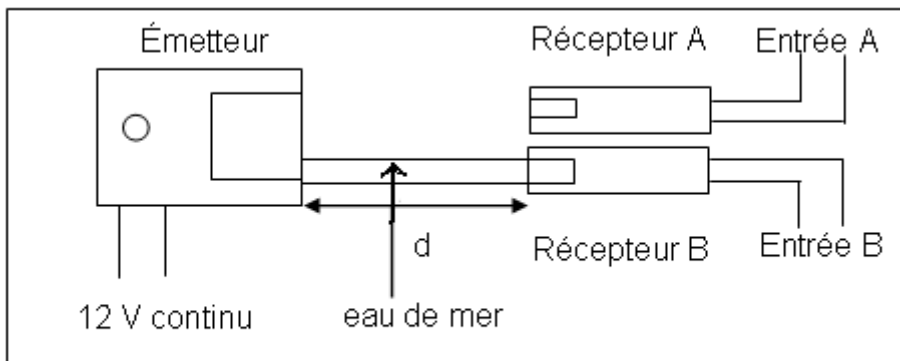 Émetteur
Récepteur A
Entrée A
d
Récepteur B
Entrée B
12 V continu
eau de mer